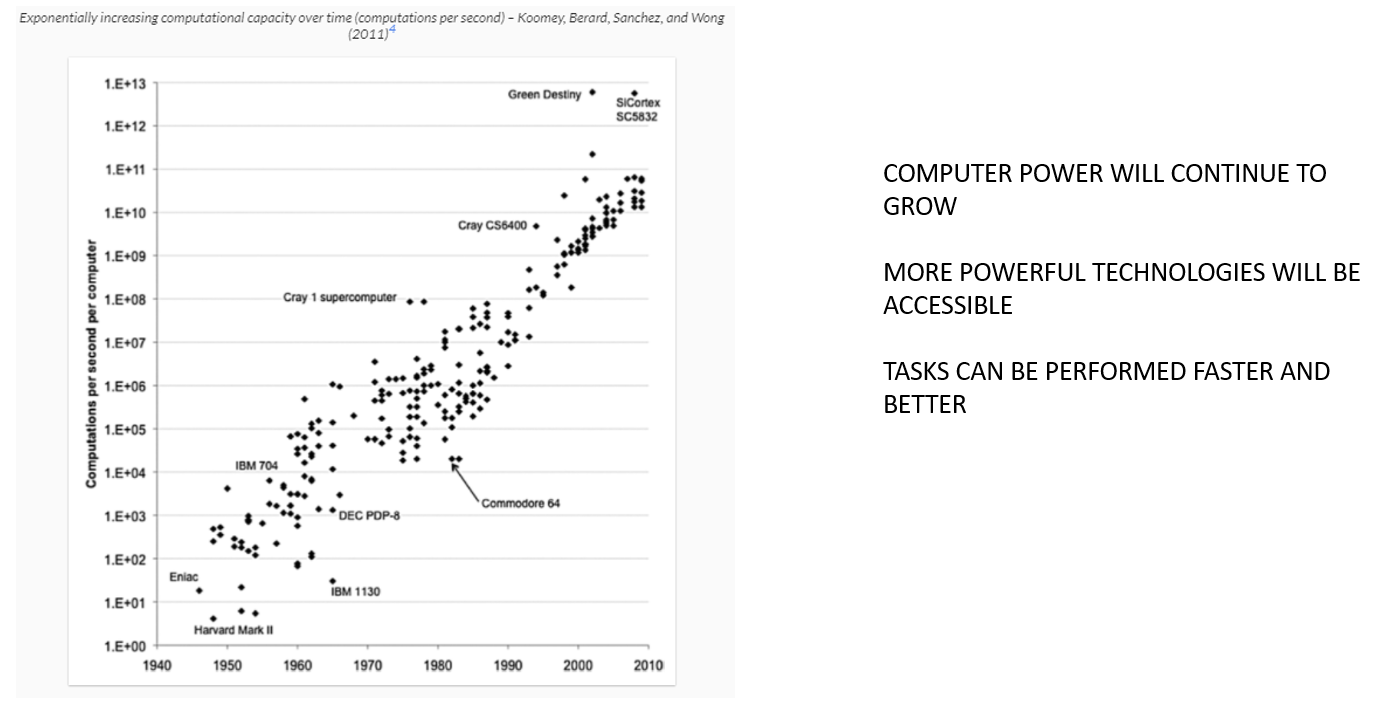 Exponentially increasing computational capacity over time (computations per second) – Koomey, Berard, Sanchez, and Wong
(2011)4
Computations per second per computer
1.E+13
1.E+12
1.E+11
1.E+10
1.E+09
1.E+08
1.E+07
1.E+06
1.E+05
1.E+04
1.E+03
1.E+02
1.E+01
1.E+00
Green Destiny
SiCortex
SC5832
Cray CS6400
Cray 1 supercomputer
IBM 704
Commodore 64
DEC PDP-8
Eniac
IBM 1130
Harvard Mark II
1940 1950 1960 1970 1980 1990 2000 2010
COMPUTER POWER WILL CONTINUE TO
GROW
MORE POWERFUL TECHNOLOGIES WILL BE
ACCESSIBLE
TASKS CAN BE PERFORMED FASTER AND
BETTER